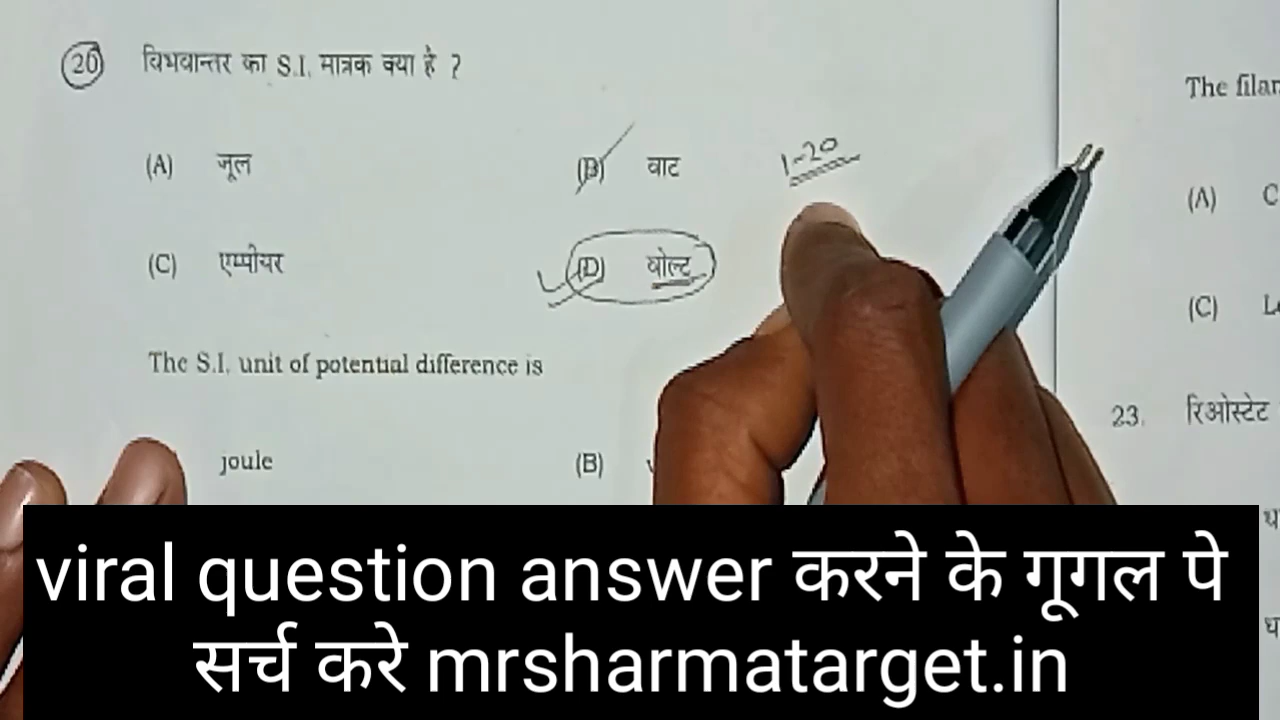 20 विभवान्तर का S.I. मात्रक क्या है ?
(A) जूल (B) वाट
1-20
(C) एम्पीयर (D) वोल्ट
The S.I. unit of potential difference is
joule (B)
The
(A) C
(C)
23. रिओस्टेट
viral question answer करने के गूगल पे
सर्च करे mrsharmatarget.in